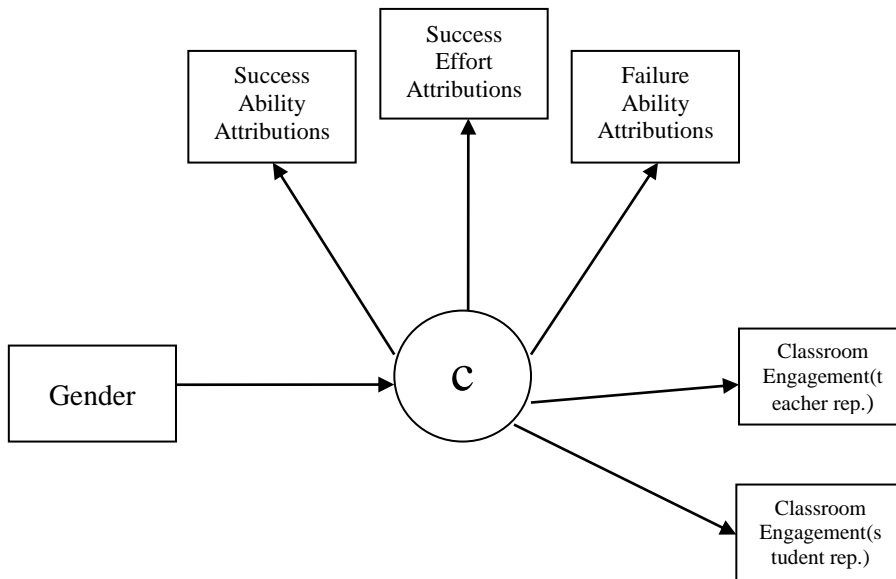 Success
Ability
Attributions
Success
Effort
Attributions
Failure
Ability
Attributions
Gender
c
Classroom
Engagement(t
eacher rep.)
Classroom
Engagement(s
tudent rep.)